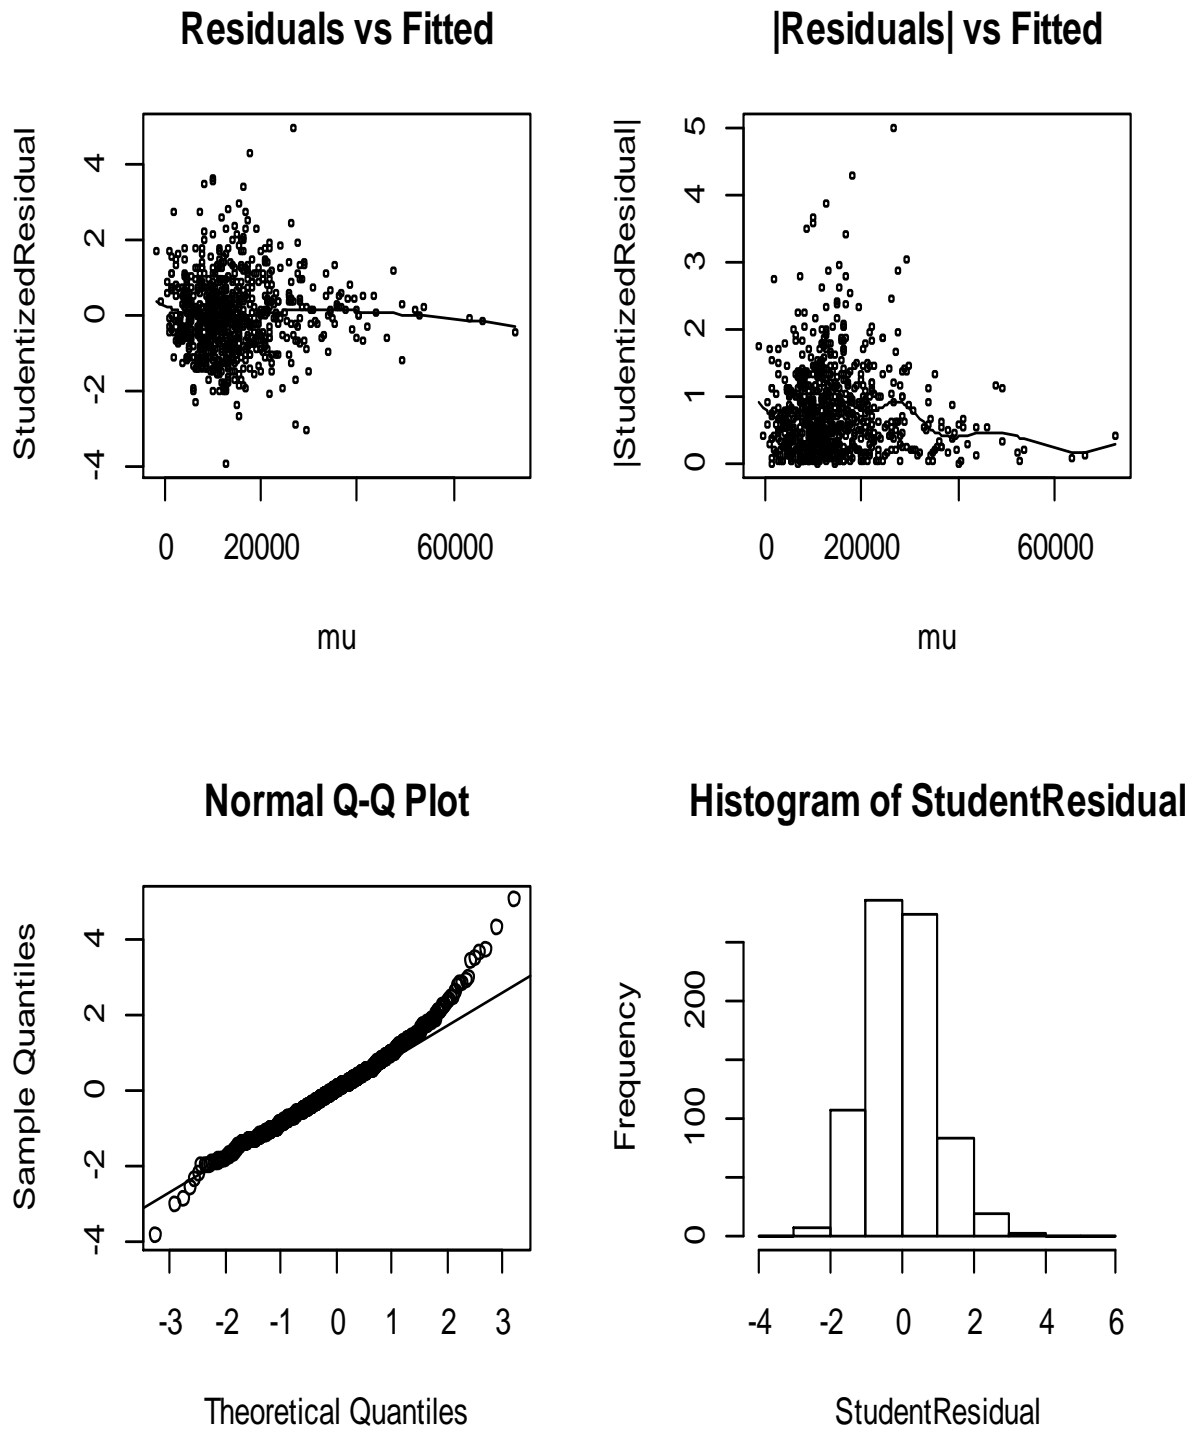 Residuals vs Fitted
|Residuals| vs Fitted
StudentizedResidual
4
2
0
-2
-4
0 20000 60000
mu
|StudentizedResidual|
5
4
3
2
1
0
0 20000 60000
mu
Normal Q-Q Plot
Histogram of StudentResidual
Sample Quantiles
4
2
0
-2
-4
-3 -2 -1 0 1 2 3
Theoretical Quantiles
Frequency
200
100
0
-4 -2 0 2 4 6
StudentResidual